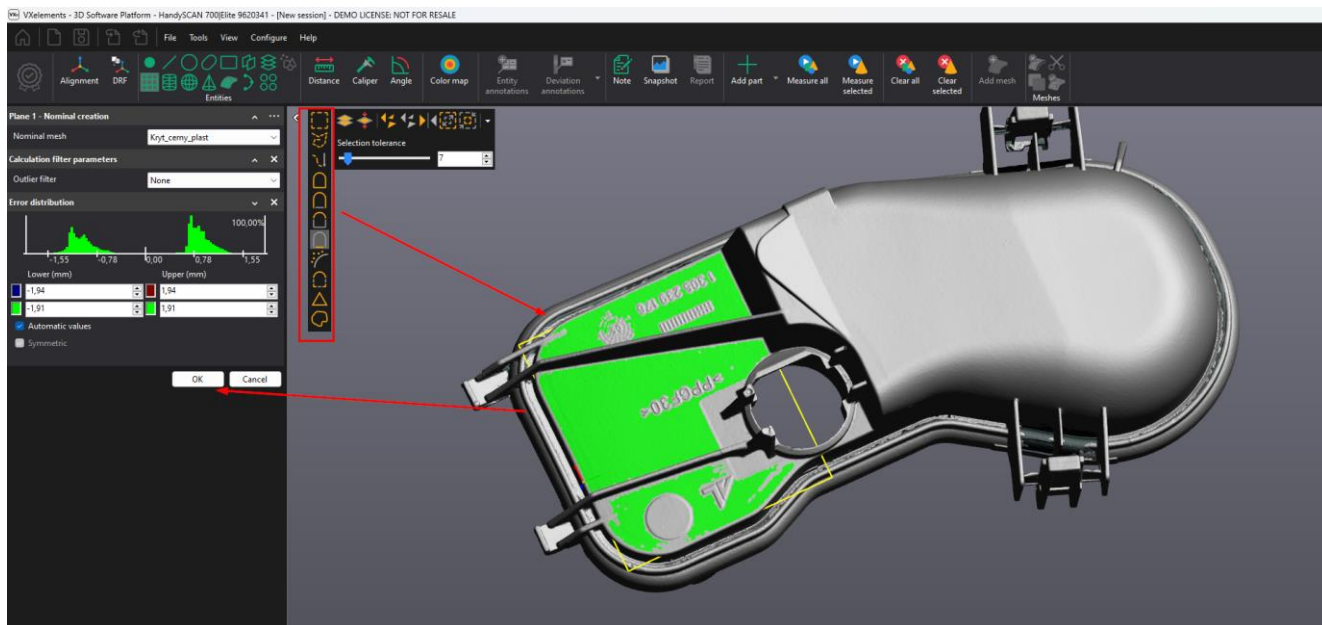 VXelements - 3D Software Platform - HandySCAN 700|Elite 9620341 - [New session] - DEMO LICENSE: NOT FOR RESALE
File Tools View Configure Help
Alignment
DRF
Entities
Distance
Caliper
Angle
Color map
Entity annotations
Deviation annotations
Note
Snapshot
Report
Add part
Measure all
Measure selected
Clear all
Clear selected
Add mesh
Meshes
Plane 1 - Nominal creation
Nominal mesh
Kryt_cerny_plast
Calculation filter parameters
Outlier filter
None
Error distribution
100,00%
-1,55 -0,78 0,00 0,78 1,55
Lower (mm) Upper (mm)
-1,94 1,94
-1,91 1,91
Automatic values
Symmetric
OK Cancel
Selection tolerance
7
>PPGF30<